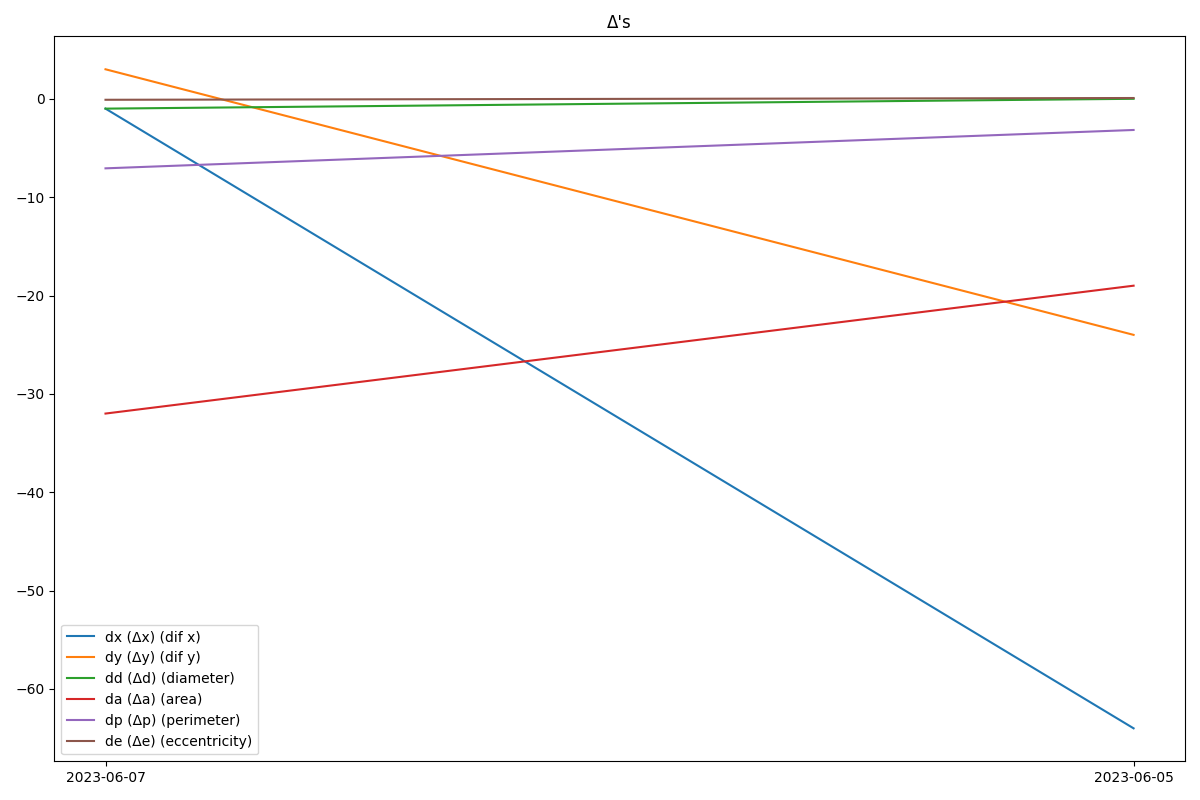 Δ's
0
−10
−20
−30
−40
−50
−60
dx (Δx) (dif x)
dy (Δy) (dif y)
dd (Δd) (diameter)
da (Δa) (area)
dp (Δp) (perimeter)
de (Δe) (eccentricity)
2023-06-07
2023-06-05